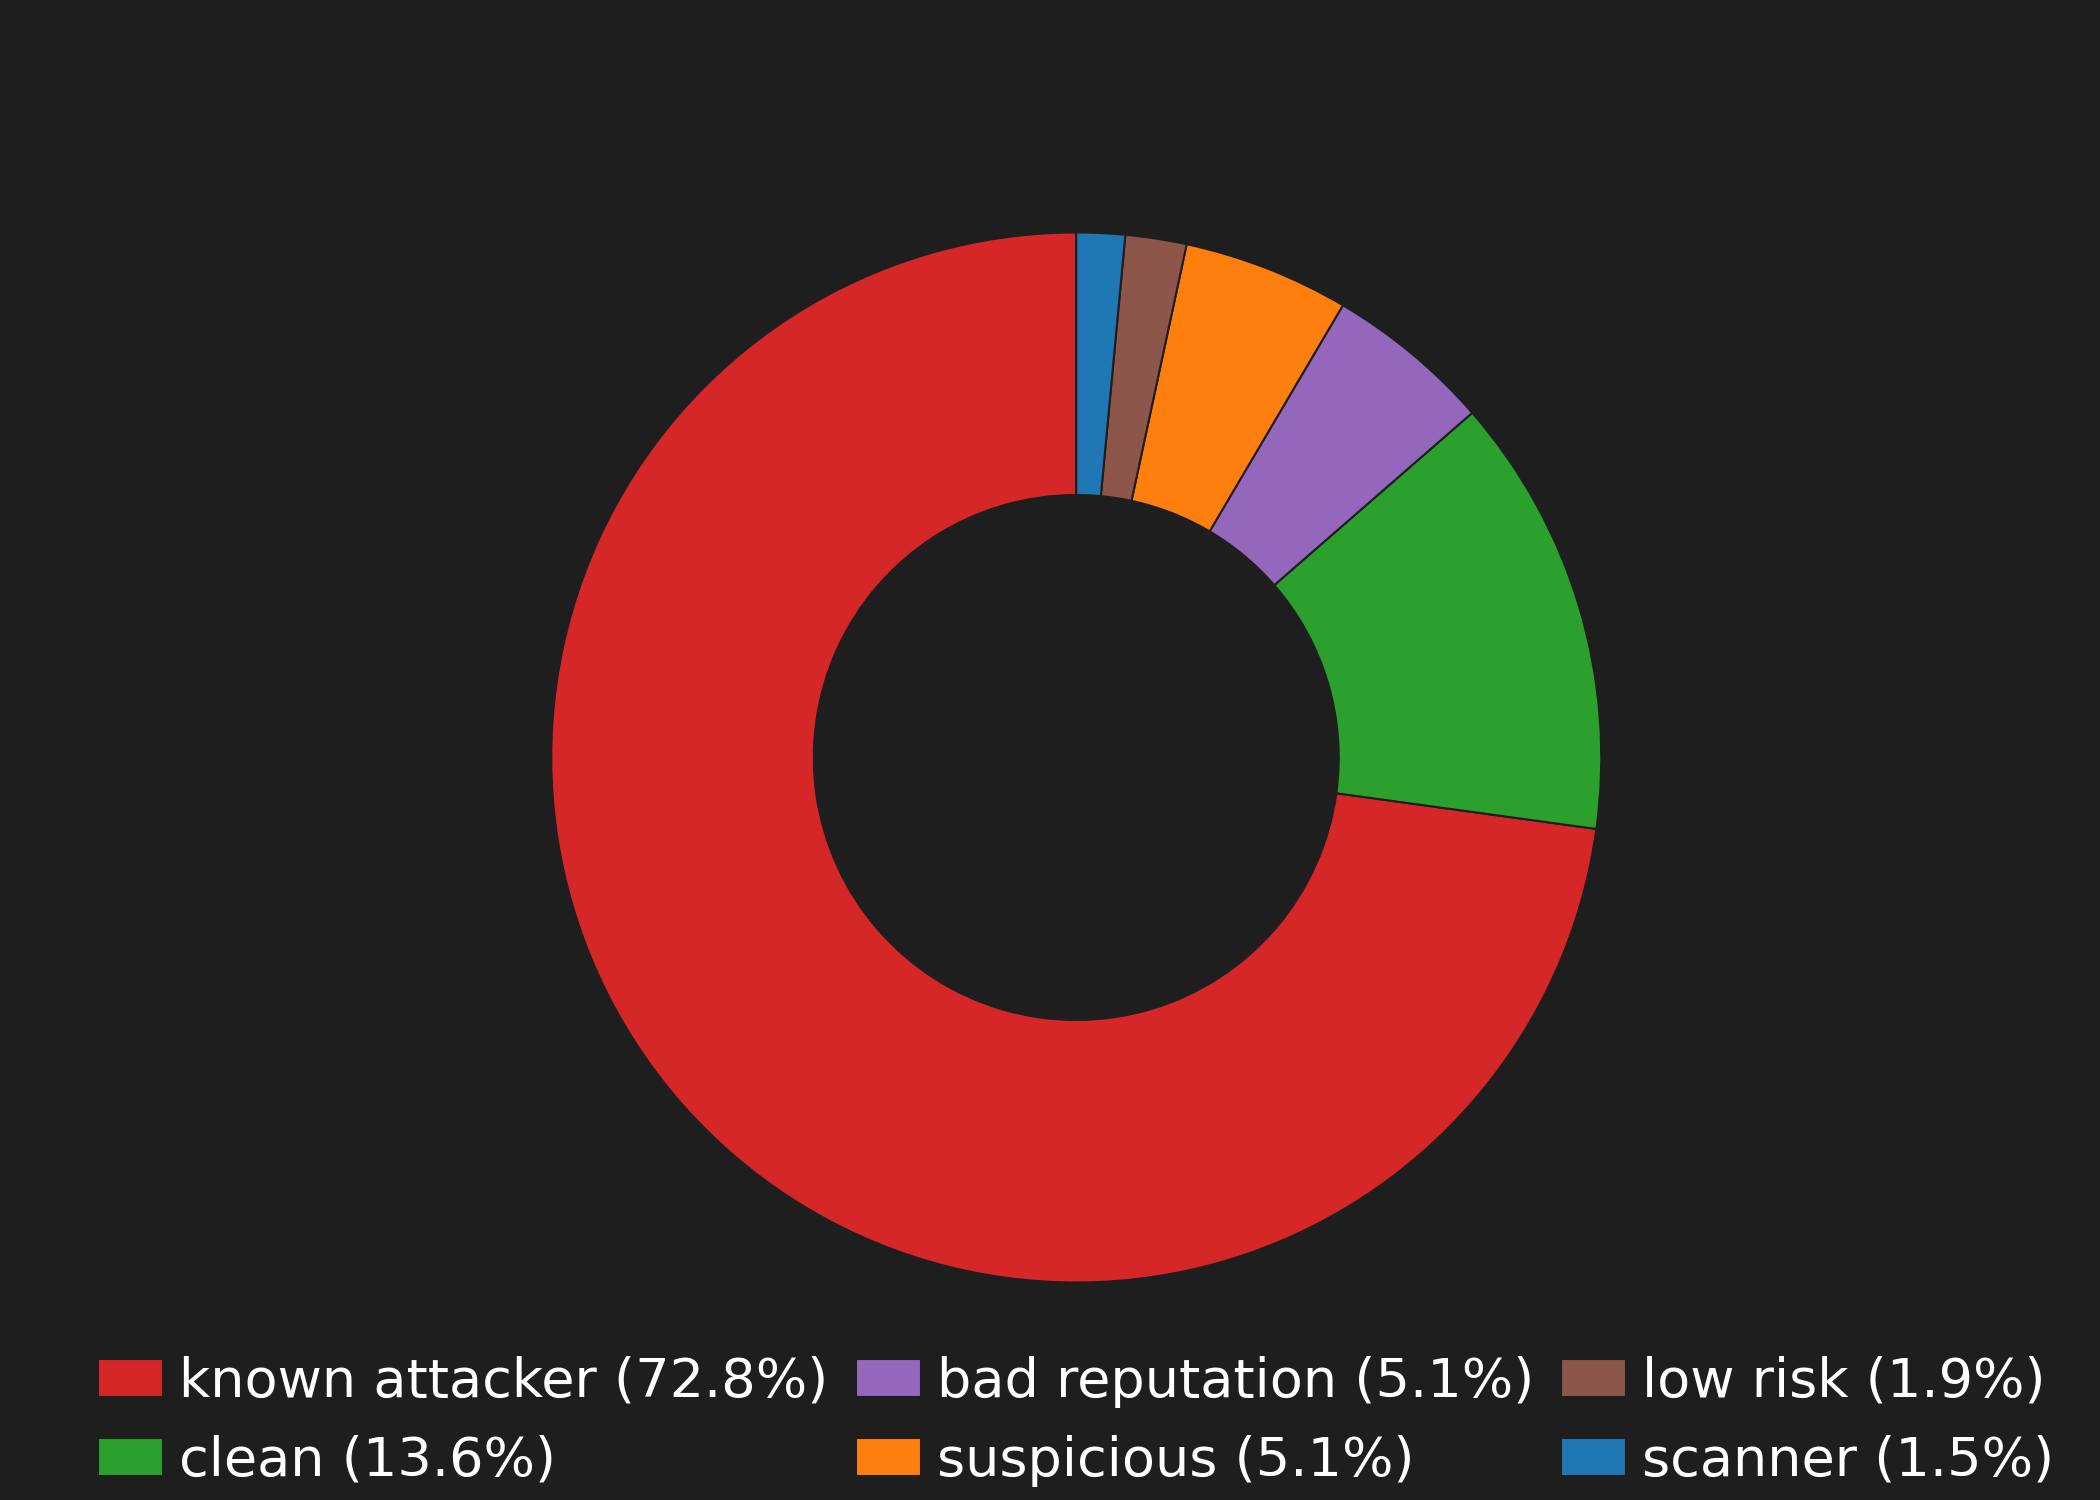 known attacker (72.8%)
clean (13.6%)
bad reputation (5.1%)
suspicious (5.1%)
low risk (1.9%)
scanner (1.5%)